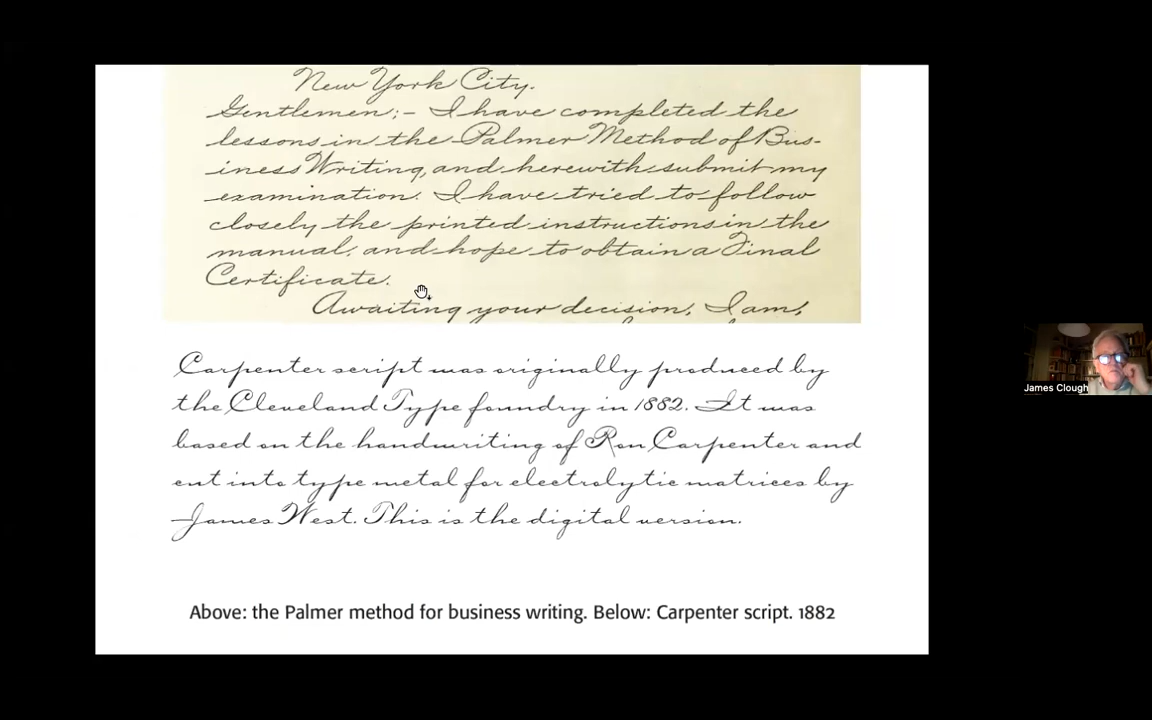 New York City.
Gentlemen;- I have completed the
lessons in the Palmer Method of Bus-
iness Writing, and herewith submit my
examination. I have tried to follow
closely the printed instructions in the
manual, and hope to obtain a Final
Certificate.
Awaiting your decision, I am,
Carpenter script was originally produced by
the Cleveland Type foundry in 1882. It was
based on the handwriting of Ron Carpenter and
cut into type metal for electrolytic matrices by
James West. This is the digital version.
Above: the Palmer method for business writing. Below: Carpenter script. 1882
James Clough